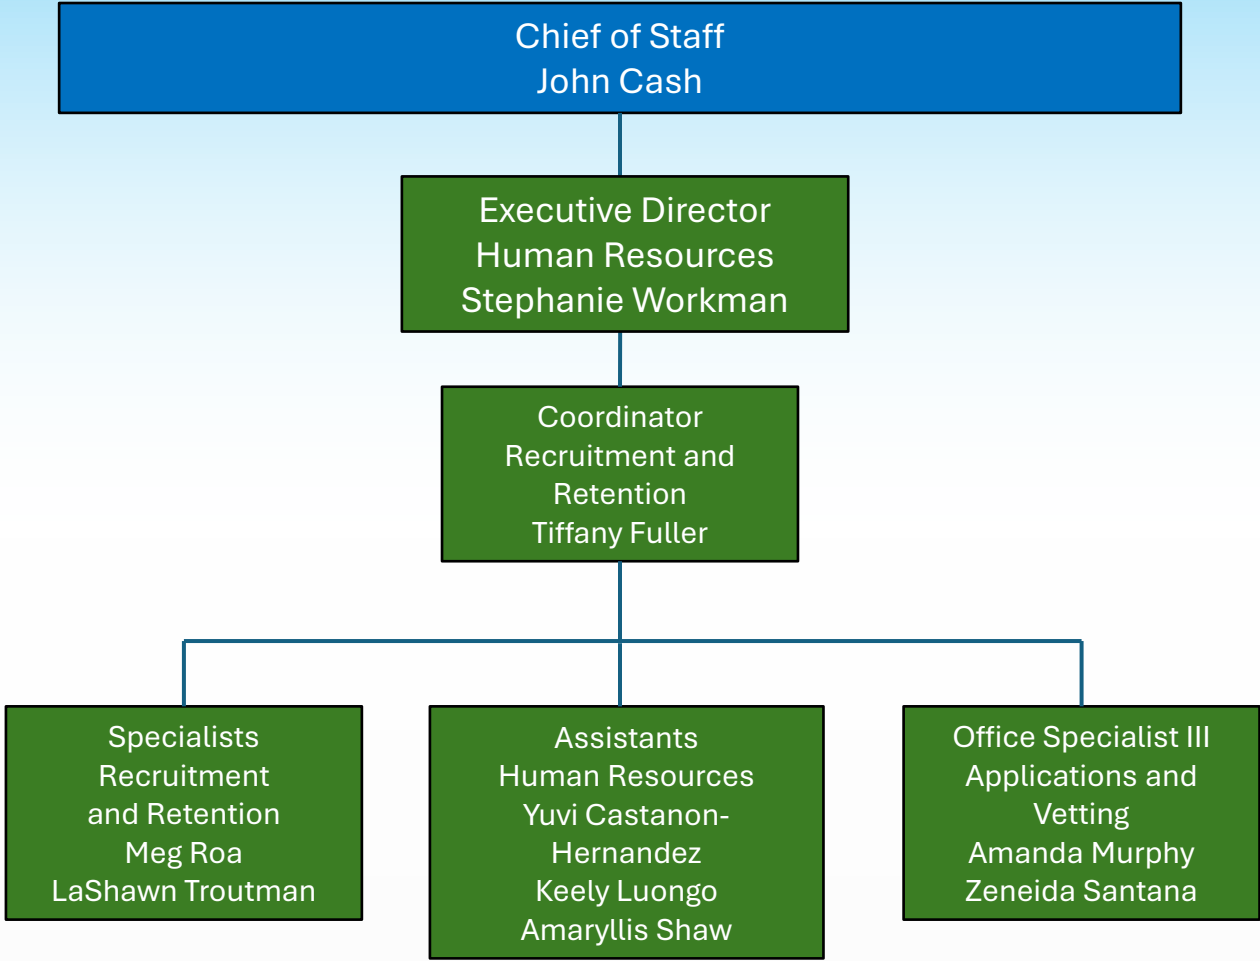 Chief of Staff
John Cash
Executive Director
Human Resources
Stephanie Workman
Coordinator
Recruitment and
Retention
Tiffany Fuller
Specialists
Recruitment
and Retention
Meg Roa
LaShawn Troutman
Assistants
Human Resources
Yuvi Castanon-
Hernandez
Keely Luongo
Amaryllis Shaw
Office Specialist III
Applications and
Vetting
Amanda Murphy
Zeneida Santana